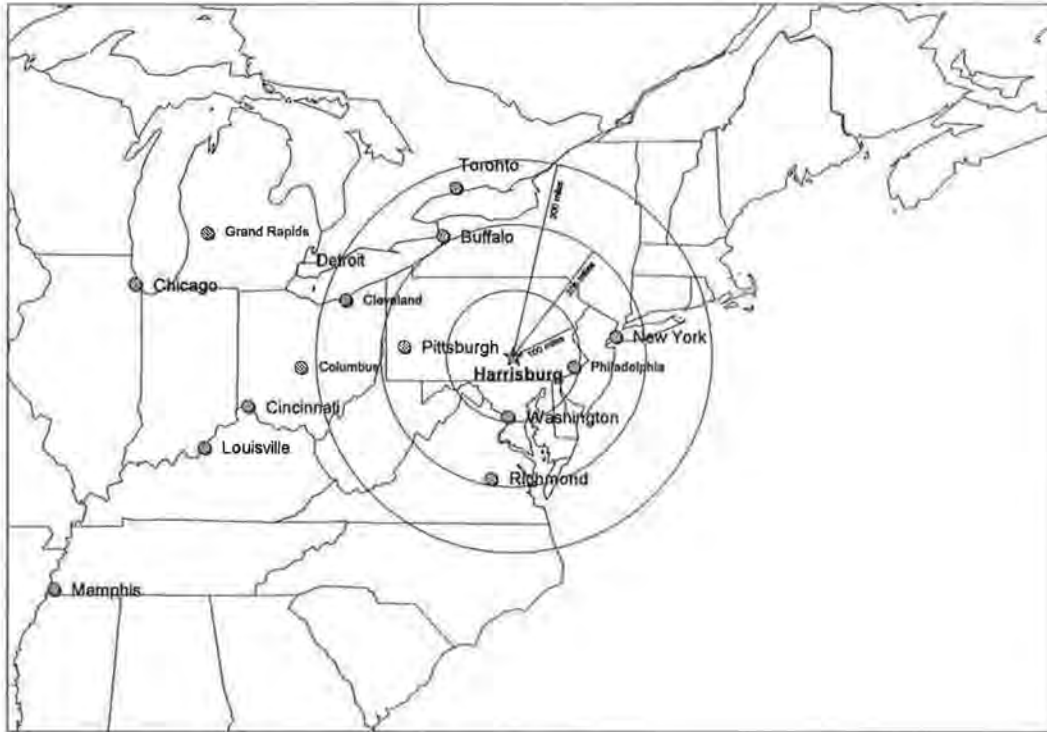 Toronto
300 miles
Grand Rapids
Buffalo
Detroit
200 miles
Chicago
Cleveland
New York
Pittsburgh
100 miles
Harrisburg
Philadelphia
Columbus
Cincinnati
Washington
Louisville
Richmond
Memphis